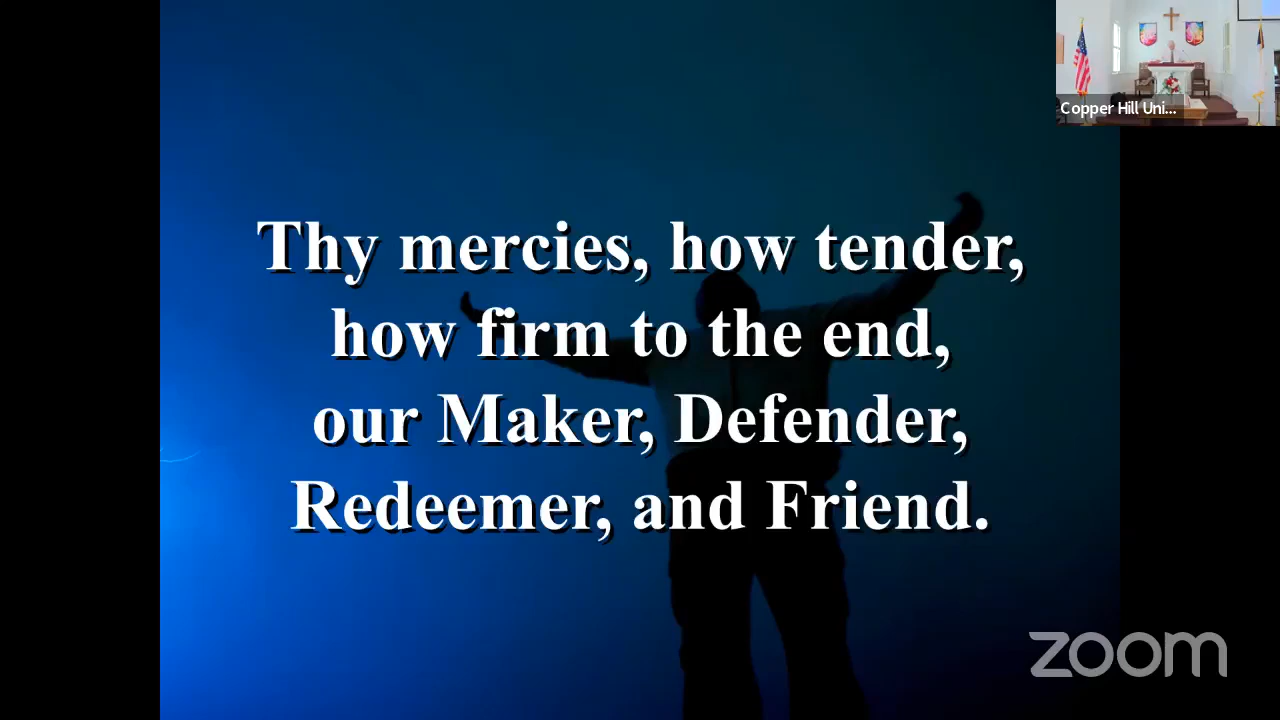 Copper Hill Uni...
Thy mercies, how tender,
how firm to the end,
our Maker, Defender,
Redeemer, and Friend.
zoom